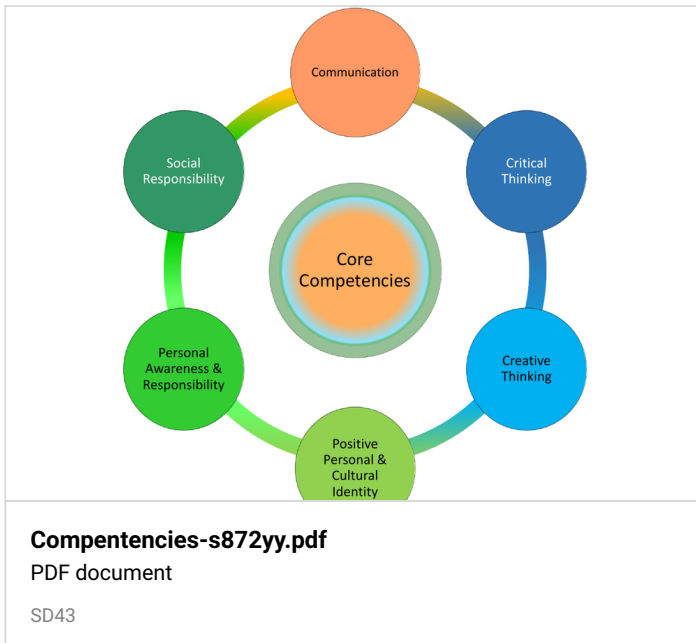 Communication
Social
Responsibility
Critical
Thinking
Core
Competencies
Personal
Awareness &
Responsibility
Creative
Thinking
Positive
Personal &
Cultural
Identity
Compentencies-s872yy.pdf
PDF document
SD43